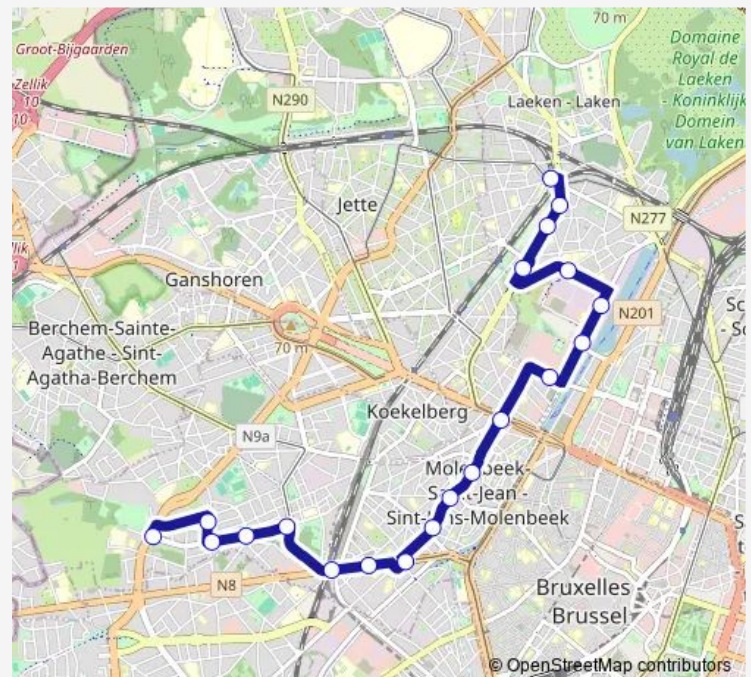 Groot-Bijgaarden
70 m
Domaine
Royal de
Laeken
- Koninklijk
Domein
van Laken
Zellik
10
10
N290
Laeken - Laken
Jette
N277
Ganshoren
N201
Berchem-Sainte-
Agathe - Sint-
Agatha-Berchem
70 m
Koekelberg
N9a
Molenbeek-
Saint-Jean -
Sint-Jans-Molenbeek
N8
Bruxelles
Brussel
© OpenStreetMap contributors